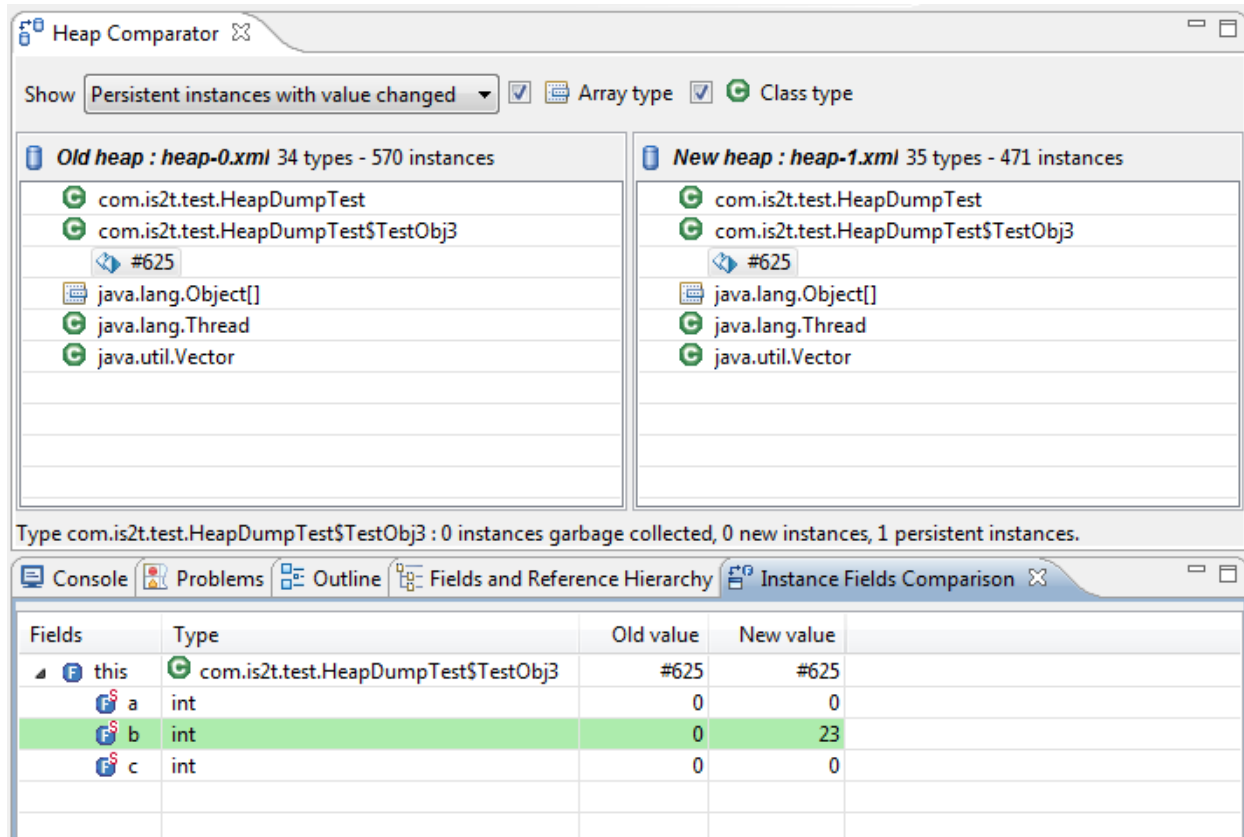 Heap Comparator
Show Persistent instances with value changed Array type Class type
Old heap : heap-0.xml 34 types - 570 instances
com.is2t.test.HeapDumpTest
com.is2t.test.HeapDumpTest$TestObj3
#625
java.lang.Object[]
java.lang.Thread
java.util.Vector
New heap : heap-1.xml 35 types - 471 instances
com.is2t.test.HeapDumpTest
com.is2t.test.HeapDumpTest$TestObj3
#625
java.lang.Object[]
java.lang.Thread
java.util.Vector
Type com.is2t.test.HeapDumpTest$TestObj3 : 0 instances garbage collected, 0 new instances, 1 persistent instances.
Console Problems Outline Fields and Reference Hierarchy Instance Fields Comparison
Fields Type Old value New value
this com.is2t.test.HeapDumpTest$TestObj3 #625 #625
a int 0 0
b int 0 23
c int 0 0